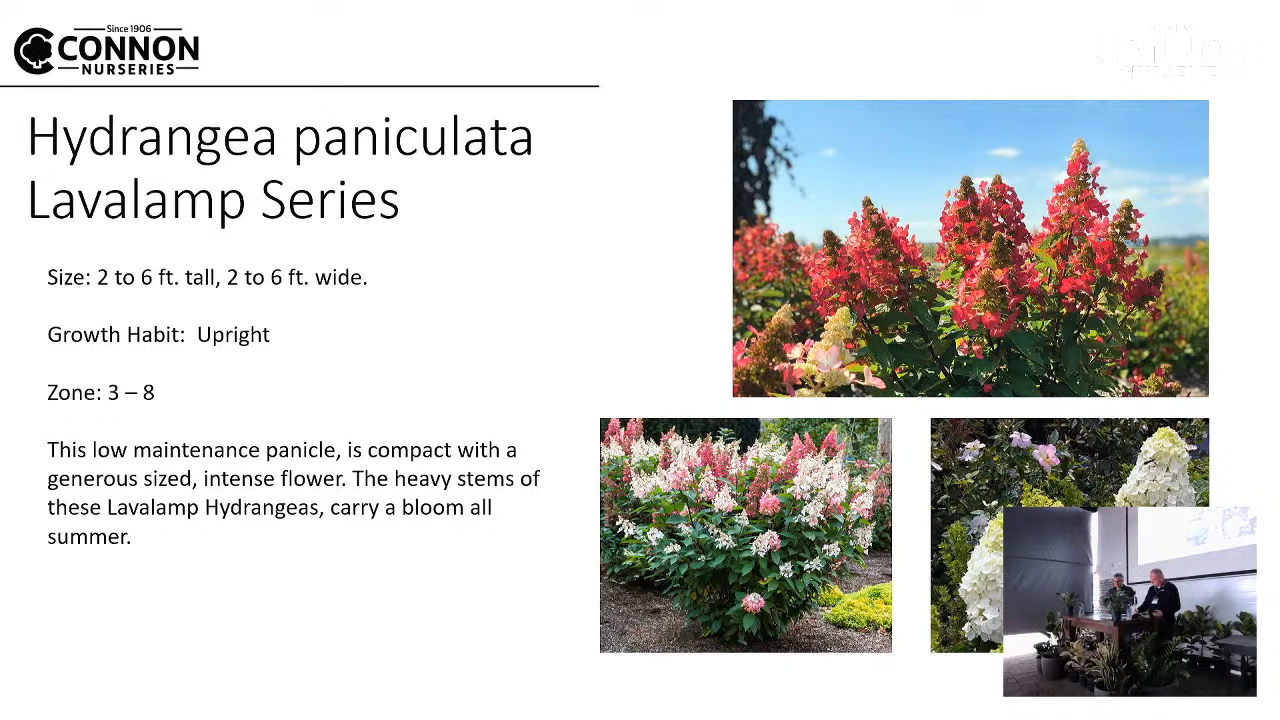 Since 1906
CONNON
NURSERIES
Hydrangea paniculata
Lavalamp Series
Size: 2 to 6 ft. tall, 2 to 6 ft. wide.
Growth Habit:  Upright
Zone: 3 – 8
This low maintenance panicle, is compact with a
generous sized, intense flower. The heavy stems of
these Lavalamp Hydrangeas, carry a bloom all
summer.